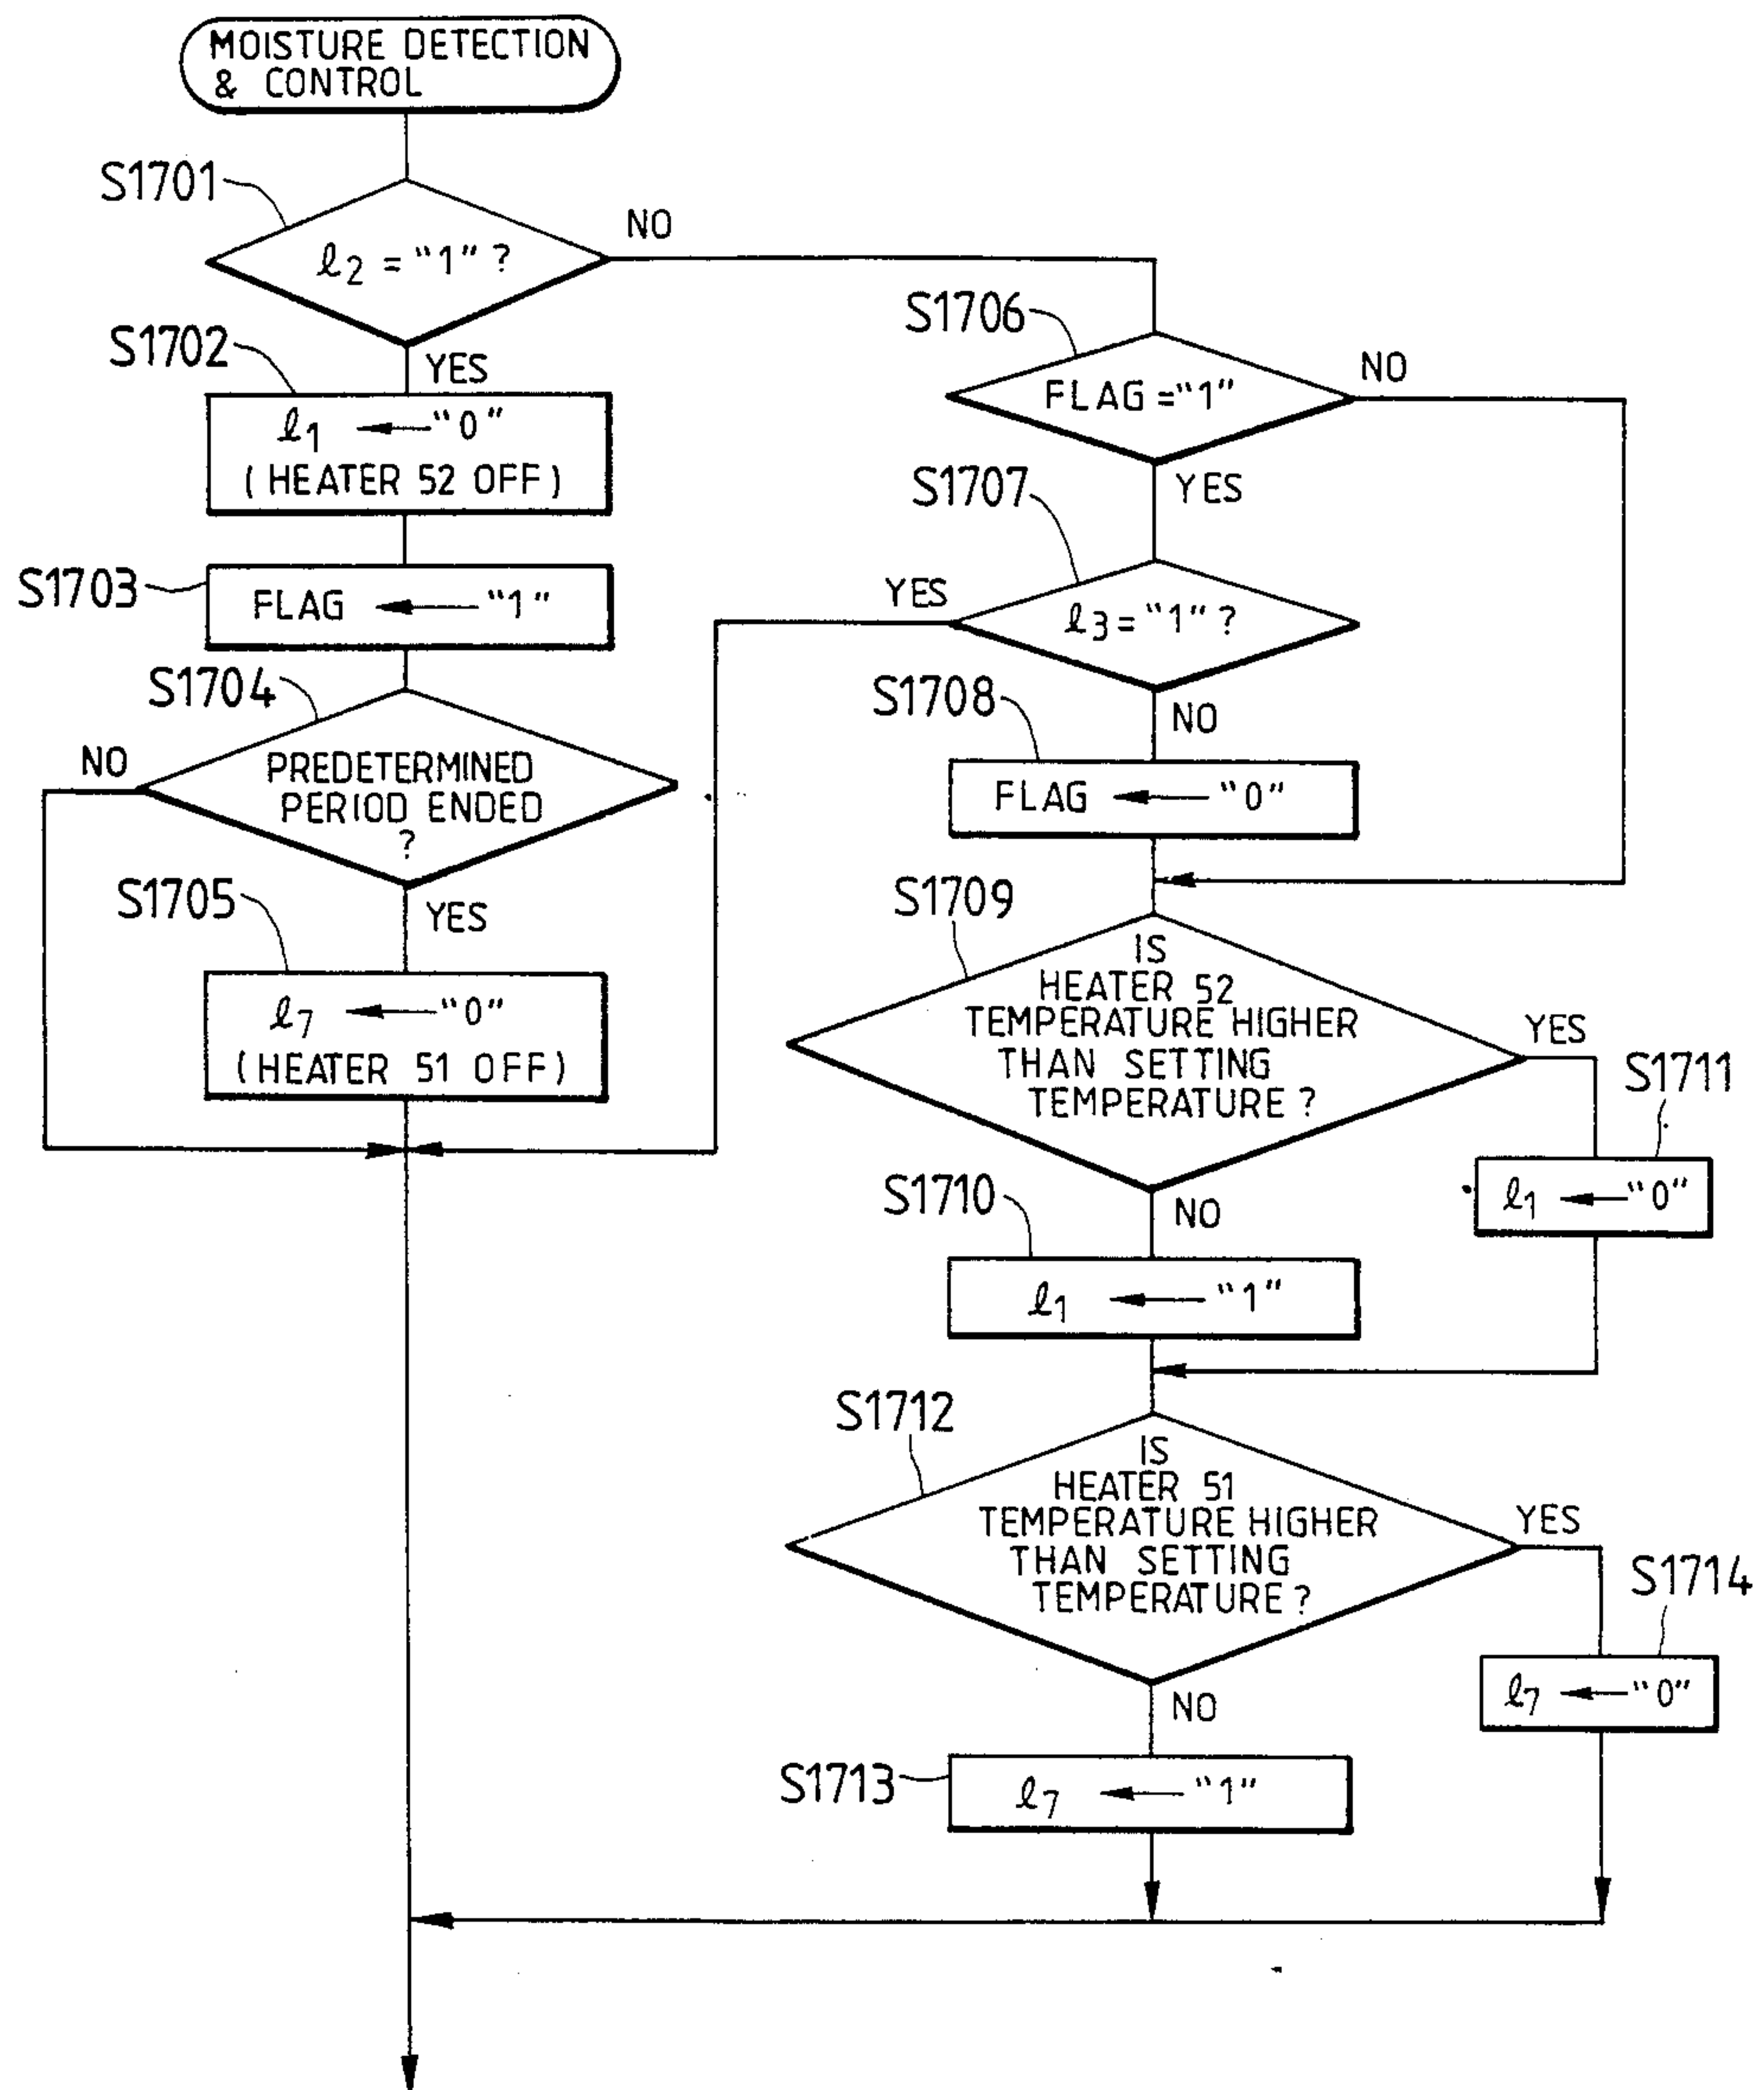 MOISTURE DETECTION
& CONTROL
S1701
ℓ2 = "1" ?
NO
YES
S1702
ℓ1 ← "0"
(HEATER 52 OFF)
S1703
FLAG ← "1"
S1704
NO
PREDETERMINED
PERIOD ENDED
?
YES
S1705
ℓ7 ← "0"
(HEATER 51 OFF)
S1706
FLAG = "1"
NO
YES
S1707
YES
ℓ3 = "1" ?
NO
S1708
FLAG ← "0"
S1709
IS
HEATER 52
TEMPERATURE HIGHER
THAN SETTING
TEMPERATURE ?
YES
NO
S1711
ℓ1 ← "0"
S1710
ℓ1 ← "1"
S1712
IS
HEATER 51
TEMPERATURE HIGHER
THAN SETTING
TEMPERATURE ?
YES
NO
S1714
ℓ7 ← "0"
S1713
ℓ7 ← "1"